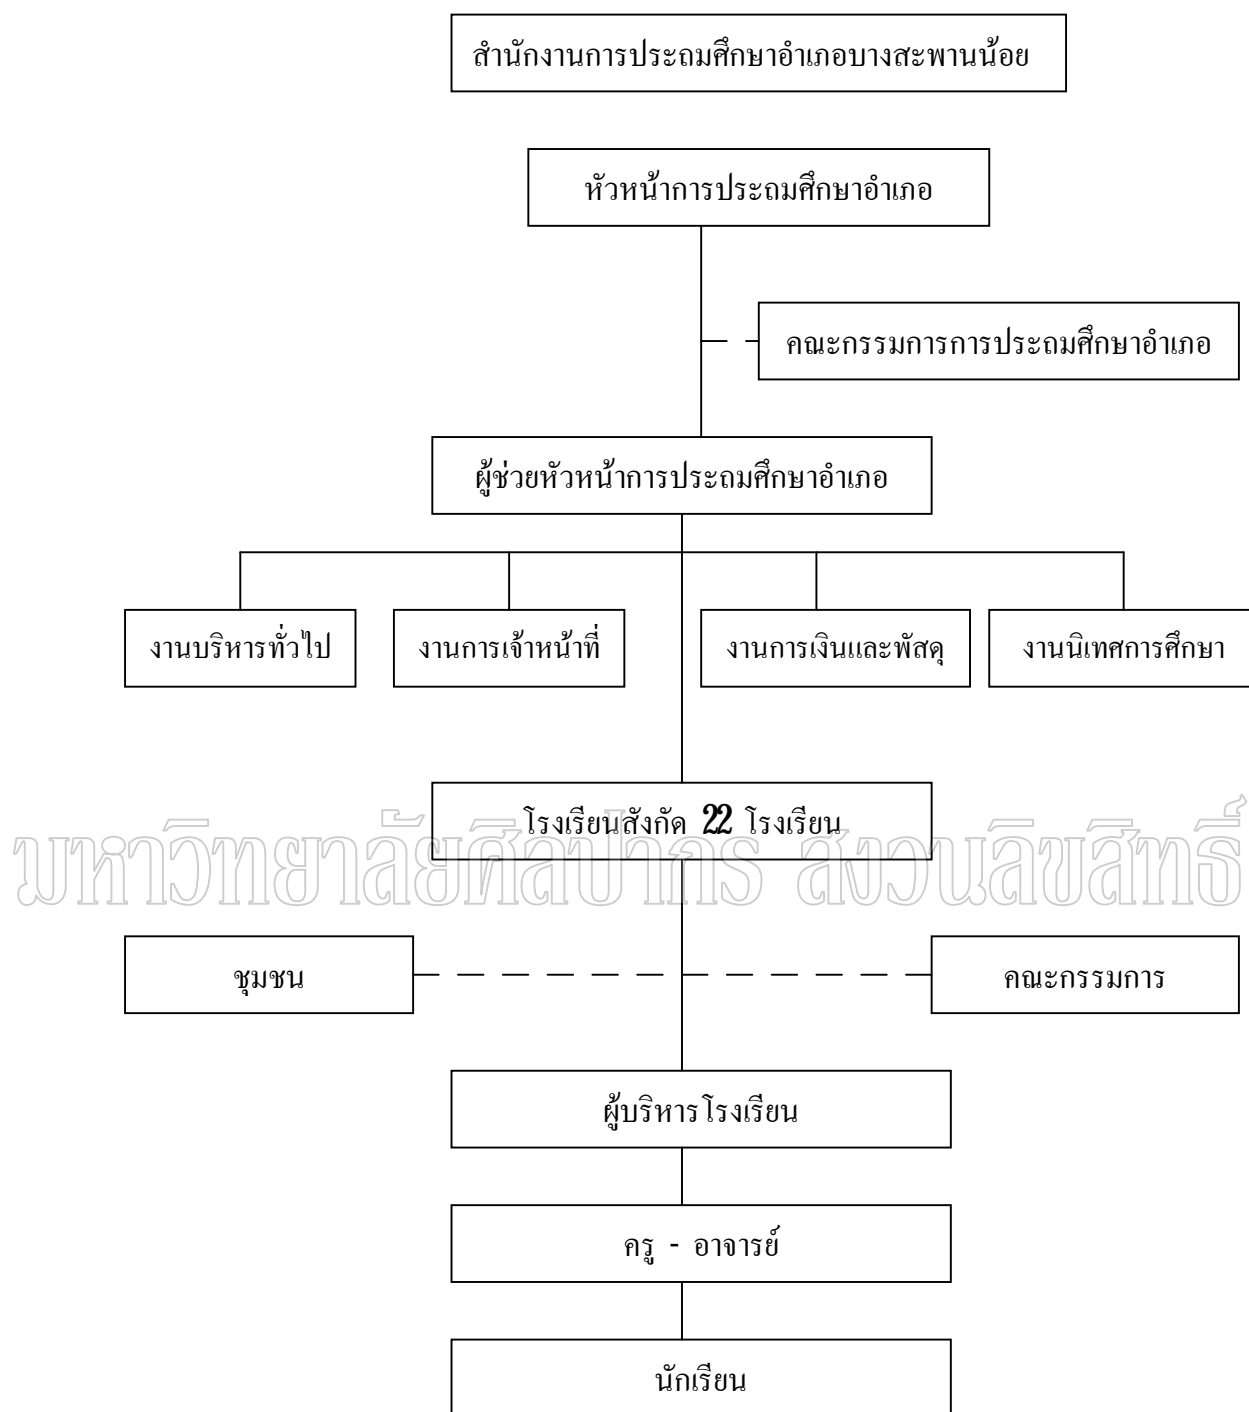 สำนักงานการประถมศึกษาอำเภอบางสะพานน้อย
หัวหน้าการประถมศึกษาอำเภอ
คณะกรรมการการประถมศึกษาอำเภอ
ผู้ช่วยหัวหน้าการประถมศึกษาอำเภอ
งานบริหารทั่วไป งานการเจ้าหน้าที่ งานการเงินและพัสดุ งานนิเทศการศึกษา
โรงเรียนสังกัด 22 โรงเรียน
มหาวิทยาลัยศิลปากร สงวนลิขสิทธิ์
ชุมชน คณะกรรมการ
ผู้บริหารโรงเรียน
ครู - อาจารย์
นักเรียน